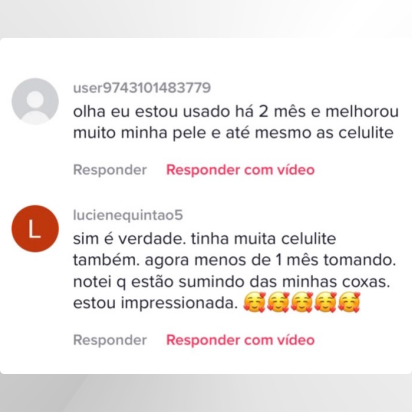 user9743101483779
olha eu estou usado há 2 mês e melhorou
muito minha pele e até mesmo as celulite
Responder Responder com vídeo
L
lucienequintao5
sim é verdade. tinha muita celulite
também. agora menos de 1 mês tomando.
notei q estão sumindo das minhas coxas.
estou impressionada. 🥰🥰🥰🥰🥰
Responder Responder com vídeo